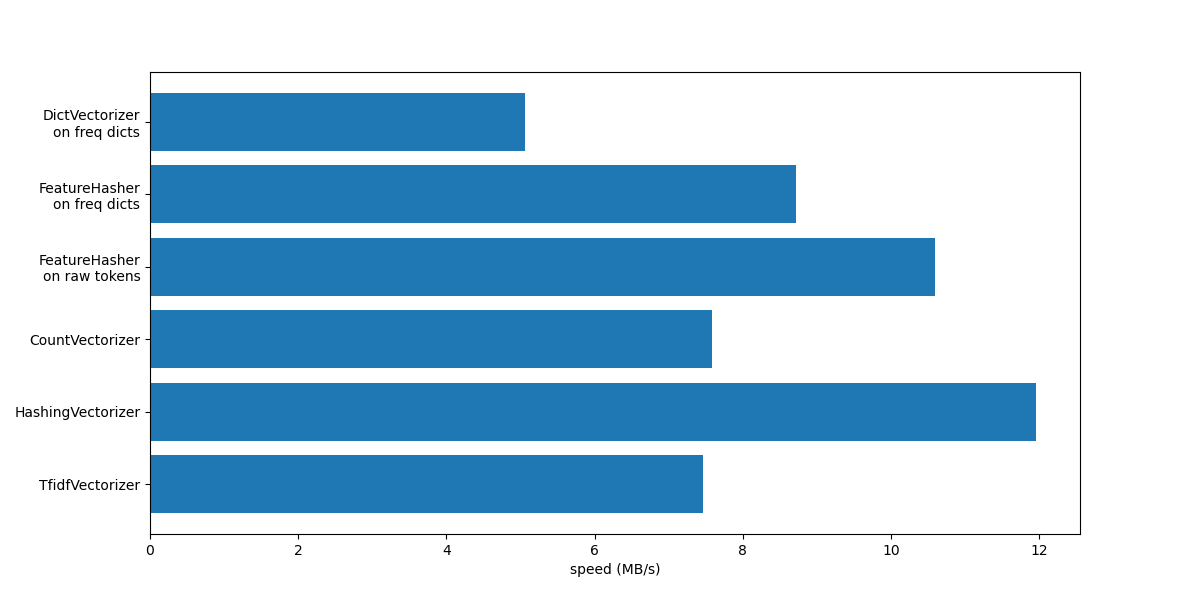 DictVectorizer
on freq dicts
FeatureHasher
on freq dicts
FeatureHasher
on raw tokens
CountVectorizer
HashingVectorizer
TfidfVectorizer
0 2 4 6 8 10 12
speed (MB/s)